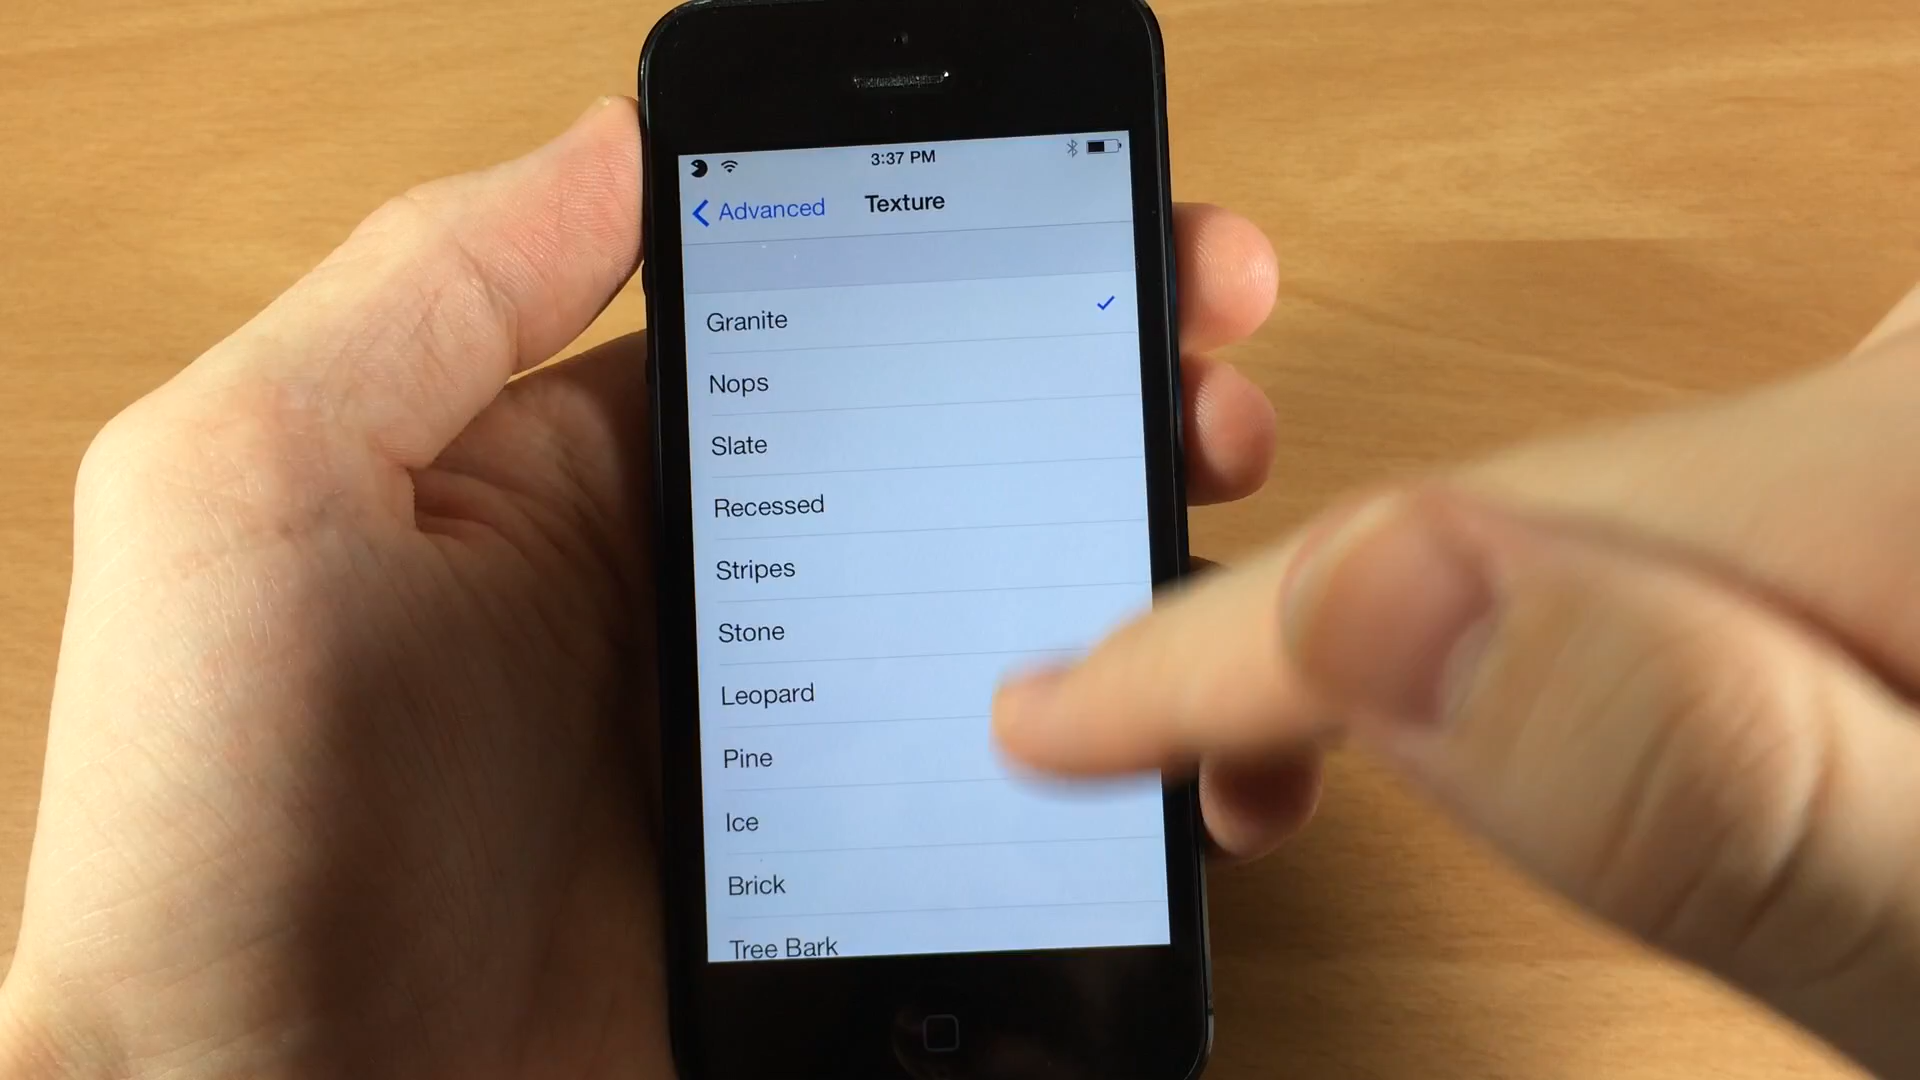 3:37 PM
Advanced
Texture
Granite
Nops
Slate
Recessed
Stripes
Stone
Leopard
Pine
Ice
Brick
Tree Bark